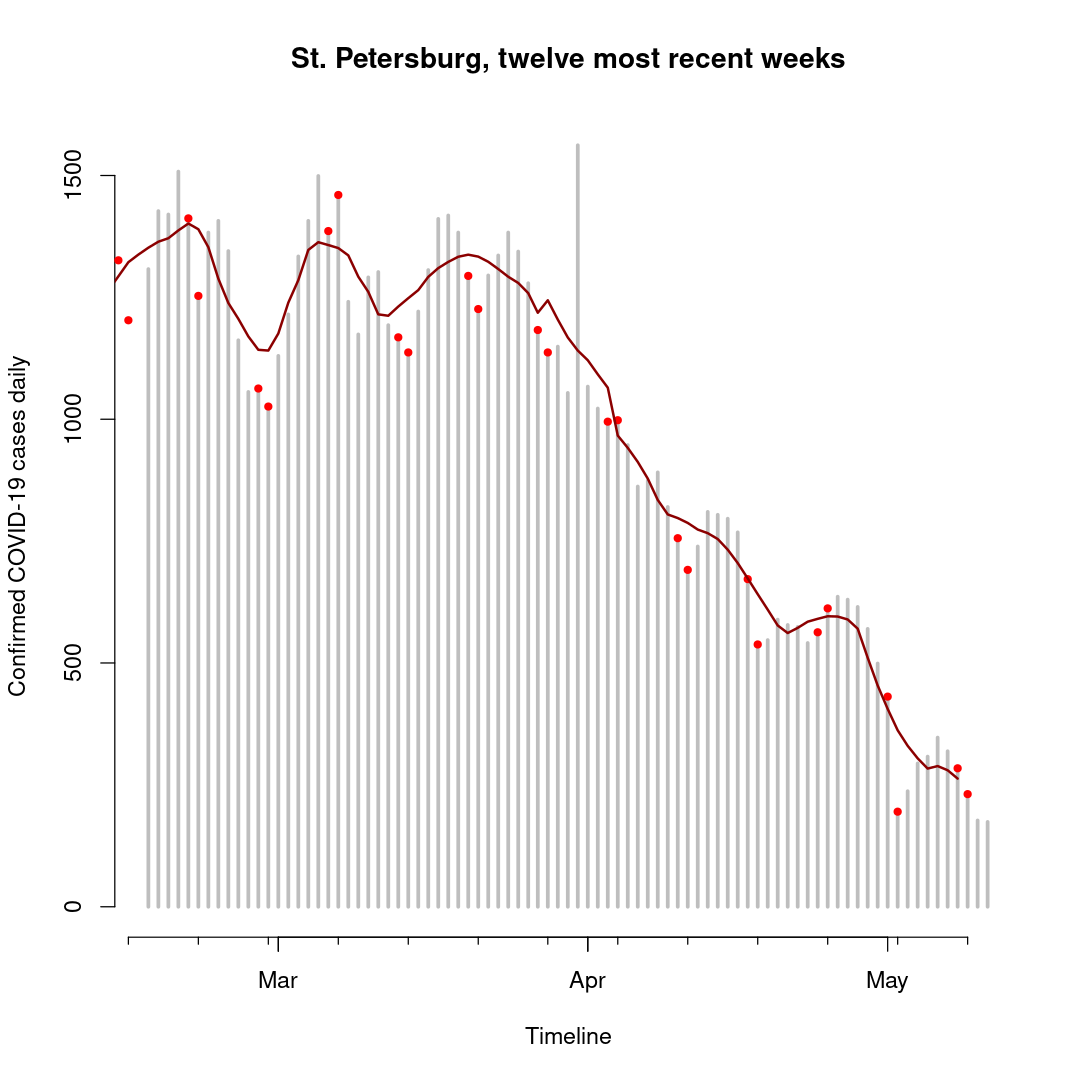 St. Petersburg, twelve most recent weeks
Confirmed COVID-19 cases daily
1500
1000
500
0
Mar Apr May
Timeline